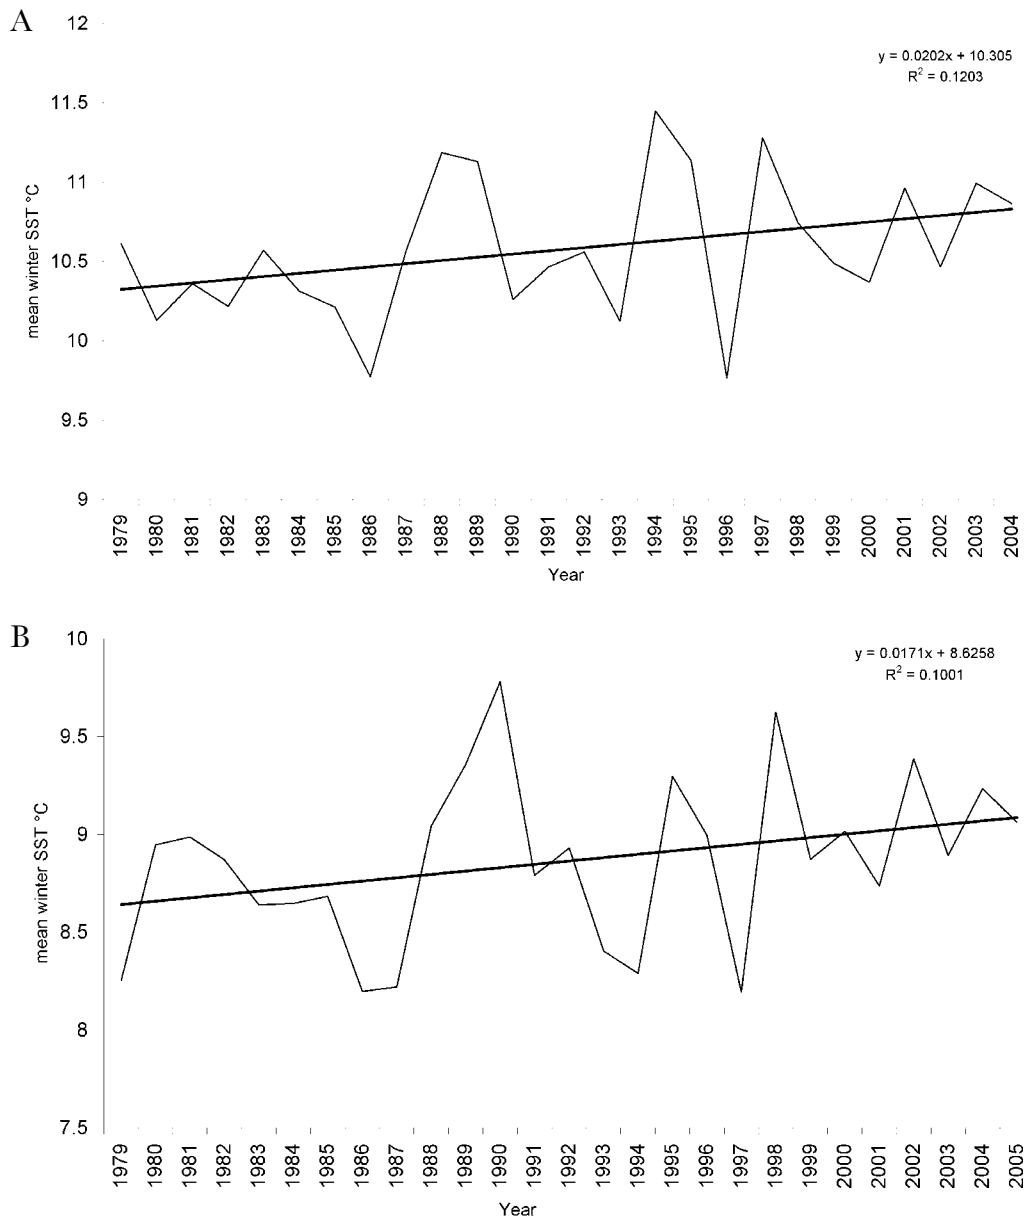 A
12
y = 0.0202x + 10.305
R² = 0.1203
11.5
11
10.5
10
9.5
9
mean winter SST °C
1979 1980 1981 1982 1983 1984 1985 1986 1987 1988 1989 1990 1991 1992 1993 1994 1995 1996 1997 1998 1999 2000 2001 2002 2003 2004
Year
B
10
y = 0.0171x + 8.6258
R² = 0.1001
9.5
9
8.5
8
7.5
mean winter SST °C
1979 1980 1981 1982 1983 1984 1985 1986 1987 1988 1989 1990 1991 1992 1993 1994 1995 1996 1997 1998 1999 2000 2001 2002 2003 2004 2005
Year